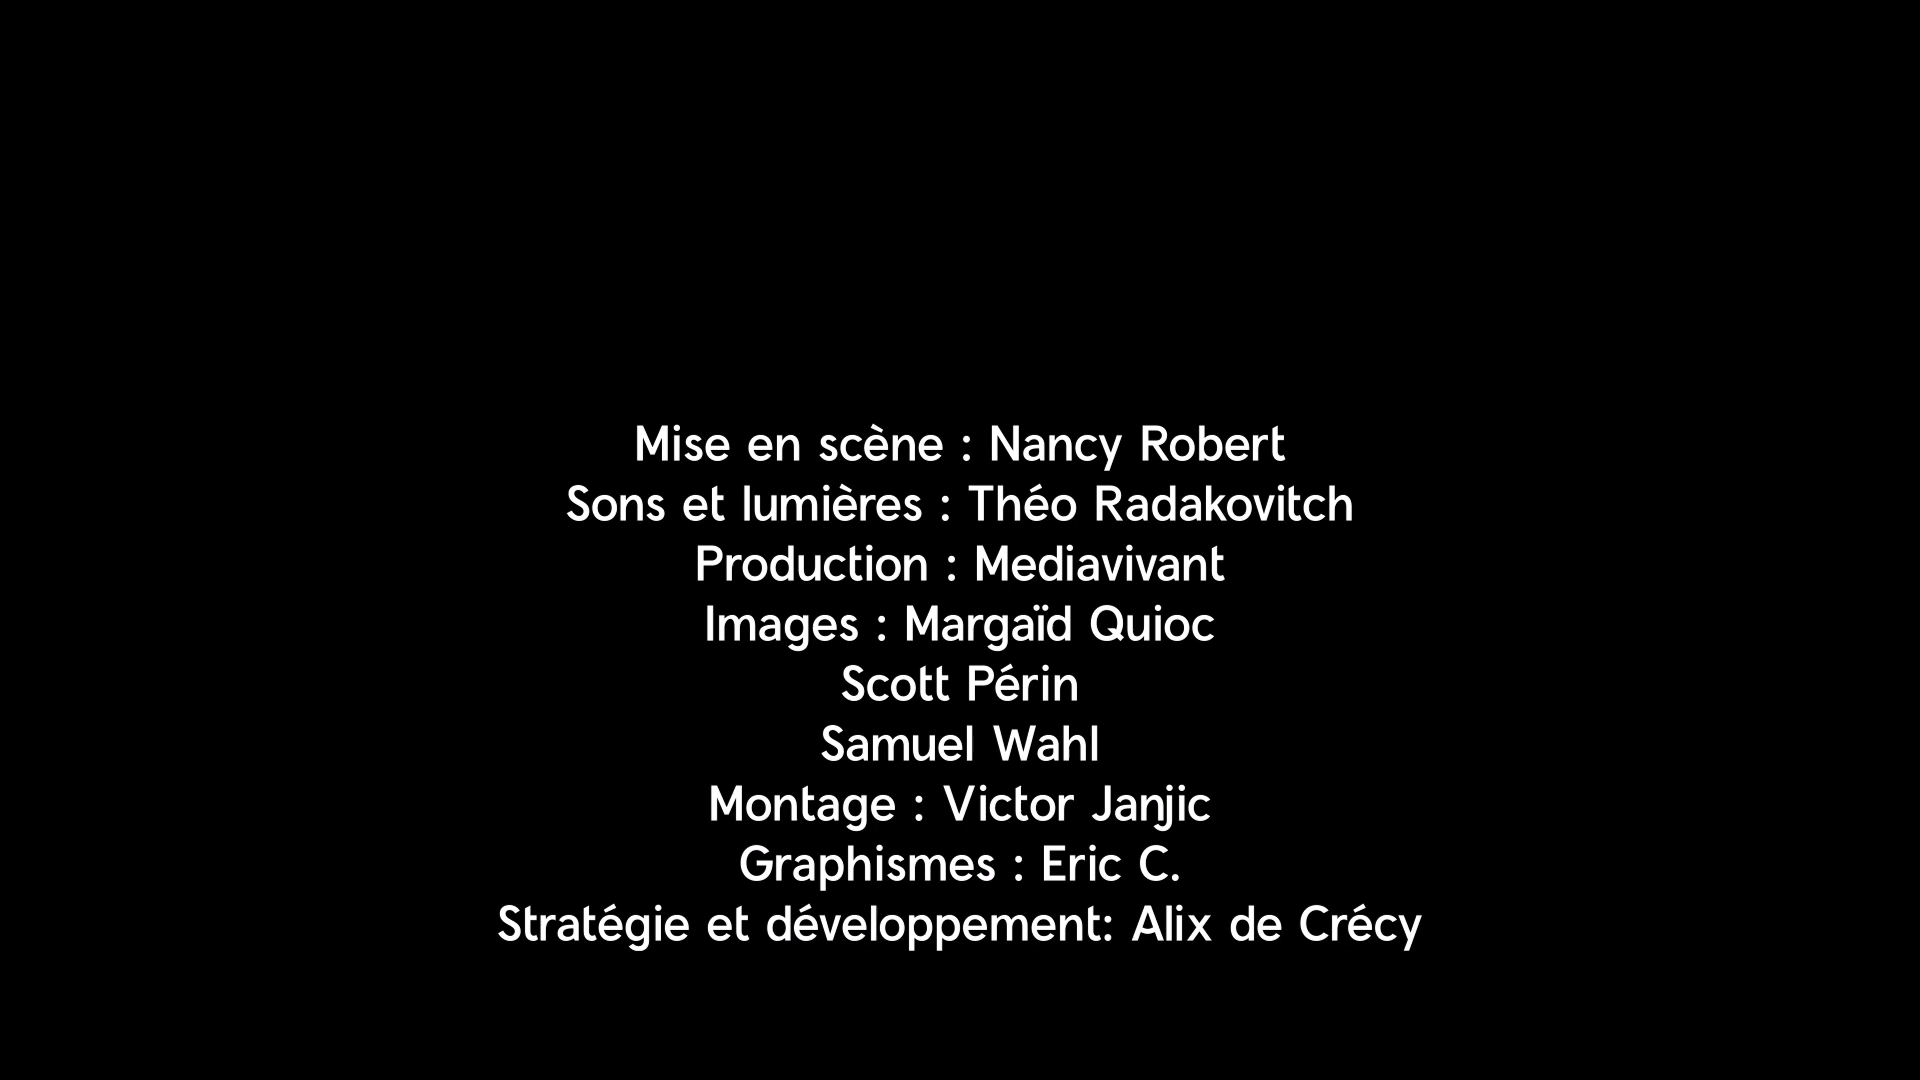 Mise en scène : Nancy Robert
Sons et lumières : Théo Radakovitch
Production : Mediavivant
Images : Margaïd Quioc
Scott Périn
Samuel Wahl
Montage : Victor Janjic
Graphismes : Eric C.
Stratégie et développement: Alix de Crécy